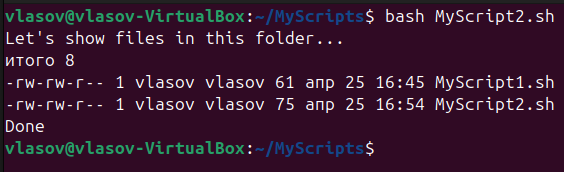 vlasov@vlasov-VirtualBox:~/MyScripts$ bash MyScript2.sh
Let's show files in this folder...
итого 8
-rw-rw-r-- 1 vlasov vlasov 61 апр 25 16:45 MyScript1.sh
-rw-rw-r-- 1 vlasov vlasov 75 апр 25 16:54 MyScript2.sh
Done
vlasov@vlasov-VirtualBox:~/MyScripts$